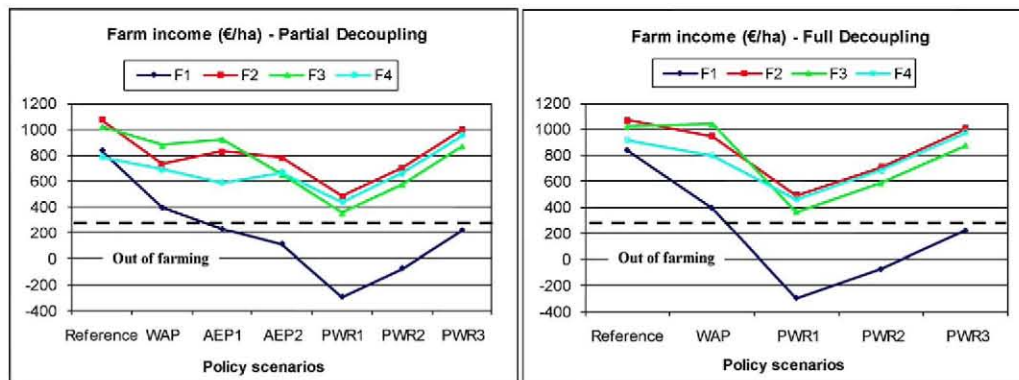 Farm income (€/ha) - Partial Decoupling
F1 F2 F3 F4
1200
1000
800
600
400
200
0
-200
-400
Out of farming
Reference WAP AEP1 AEP2 PWR1 PWR2 PWR3
Policy scenarios
Farm income (€/ha) - Full Decoupling
F1 F2 F3 F4
1200
1000
800
600
400
200
0
-200
-400
Out of farming
Reference WAP PWR1 PWR2 PWR3
Policy scenarios